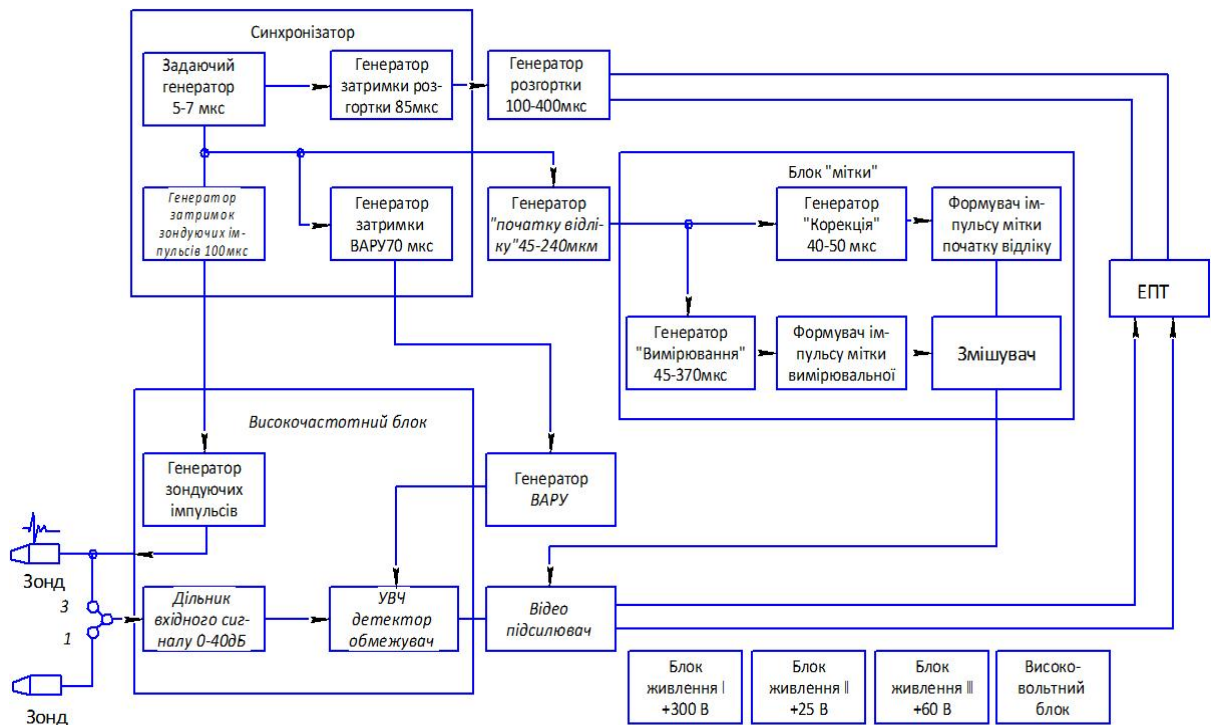 Синхронізатор
Задаючий
генератор
5-7 мкс
Генератор
затримки роз-
гортки 85мкс
Генератор
розгортки
100-400мкс
Генератор
затримок
зондуючих ім-
пульсів 100мкс
Генератор
затримки
ВАРУ70 мкс
Генератор
"початку відлі-
ку"45-240мкм
Блок "мітки"
Генератор
"Корекція"
40-50 мкс
Формувач ім-
пульсу мітки
початку відліку
Генератор
"Вимірювання"
45-370мкс
Формувач ім-
пульсу мітки
вимірювальної
Змішувач
ЕПТ
Високочастотний блок
Генератор
зондуючих
імпульсів
Генератор
ВАРУ
Зонд
3
1
Зонд
Дільник
вхідного сиг-
налу 0-40дБ
УВЧ
детектор
обмежувач
Відео
підсилювач
Блок
живлення I
+300 В
Блок
живлення II
+25 В
Блок
живлення III
+60 В
Високо-
вольтний
блок